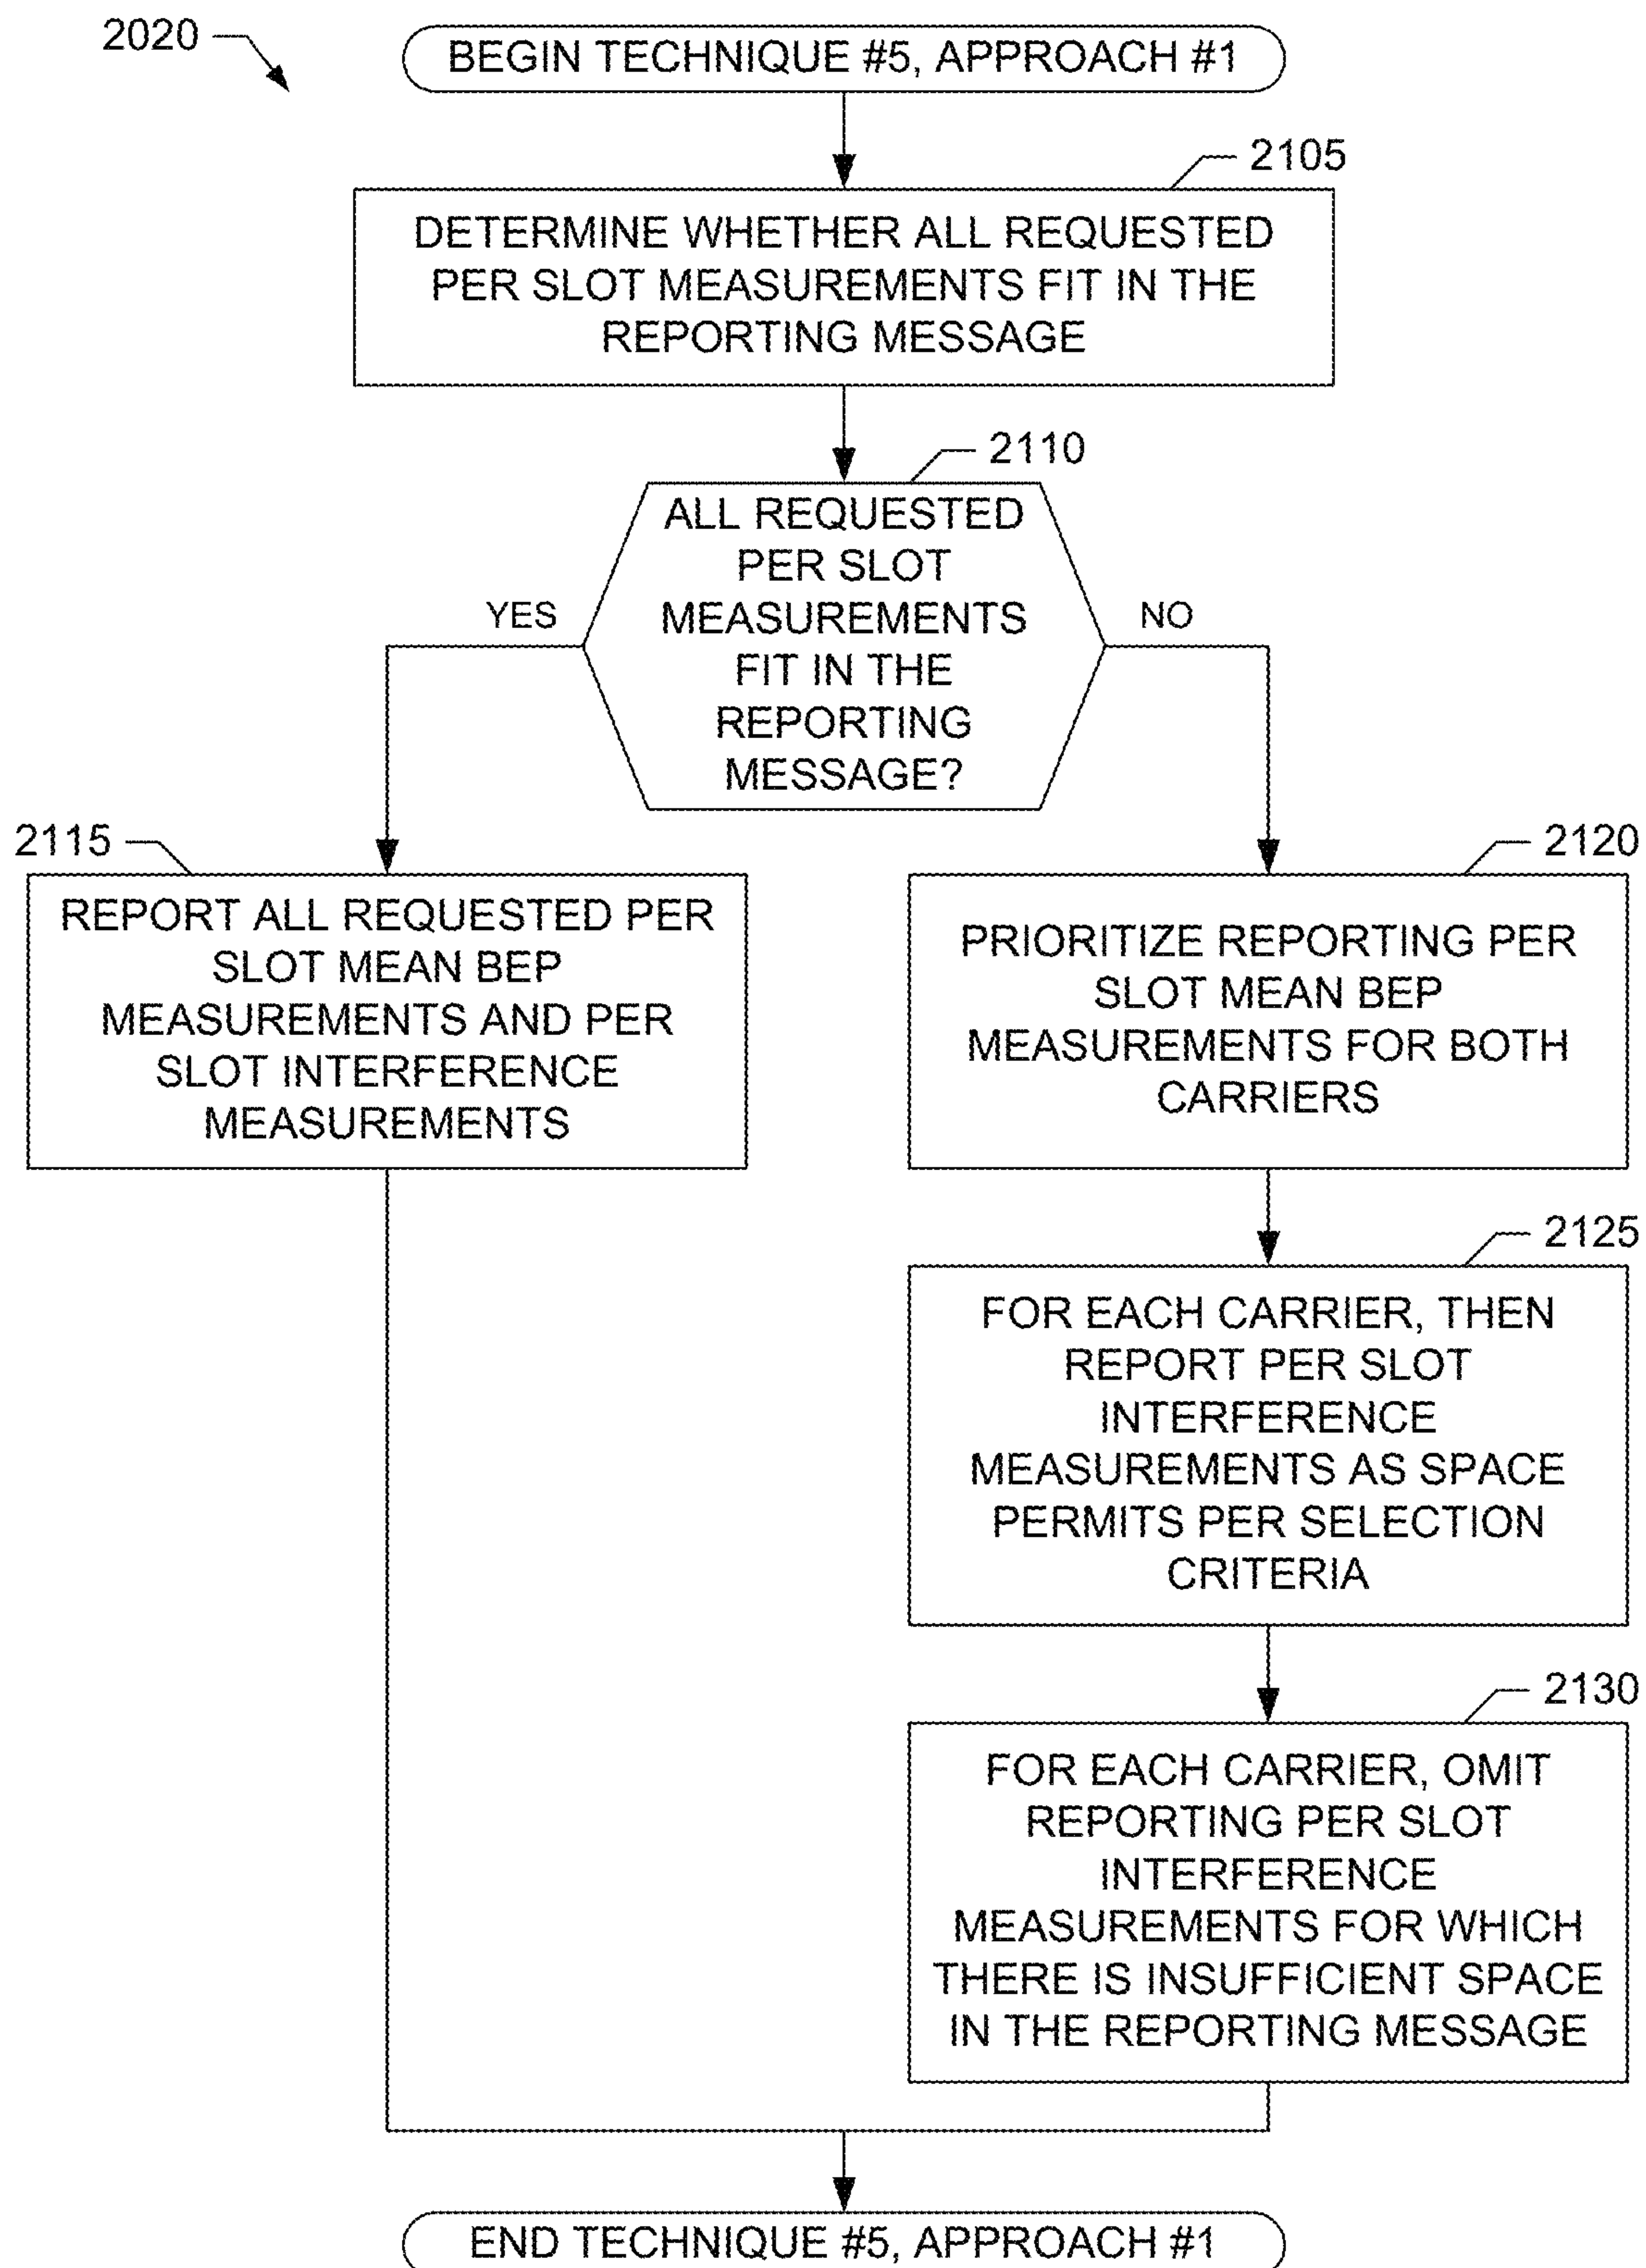 2020
BEGIN TECHNIQUE #5, APPROACH #1
2105
DETERMINE WHETHER ALL REQUESTED
PER SLOT MEASUREMENTS FIT IN THE
REPORTING MESSAGE
2110
ALL REQUESTED
PER SLOT
MEASUREMENTS
FIT IN THE
REPORTING
MESSAGE?
YES
NO
2115
REPORT ALL REQUESTED PER
SLOT MEAN BEP
MEASUREMENTS AND PER
SLOT INTERFERENCE
MEASUREMENTS
2120
PRIORITIZE REPORTING PER
SLOT MEAN BEP
MEASUREMENTS FOR BOTH
CARRIERS
2125
FOR EACH CARRIER, THEN
REPORT PER SLOT
INTERFERENCE
MEASUREMENTS AS SPACE
PERMITS PER SELECTION
CRITERIA
2130
FOR EACH CARRIER, OMIT
REPORTING PER SLOT
INTERFERENCE
MEASUREMENTS FOR WHICH
THERE IS INSUFFICIENT SPACE
IN THE REPORTING MESSAGE
END TECHNIQUE #5, APPROACH #1